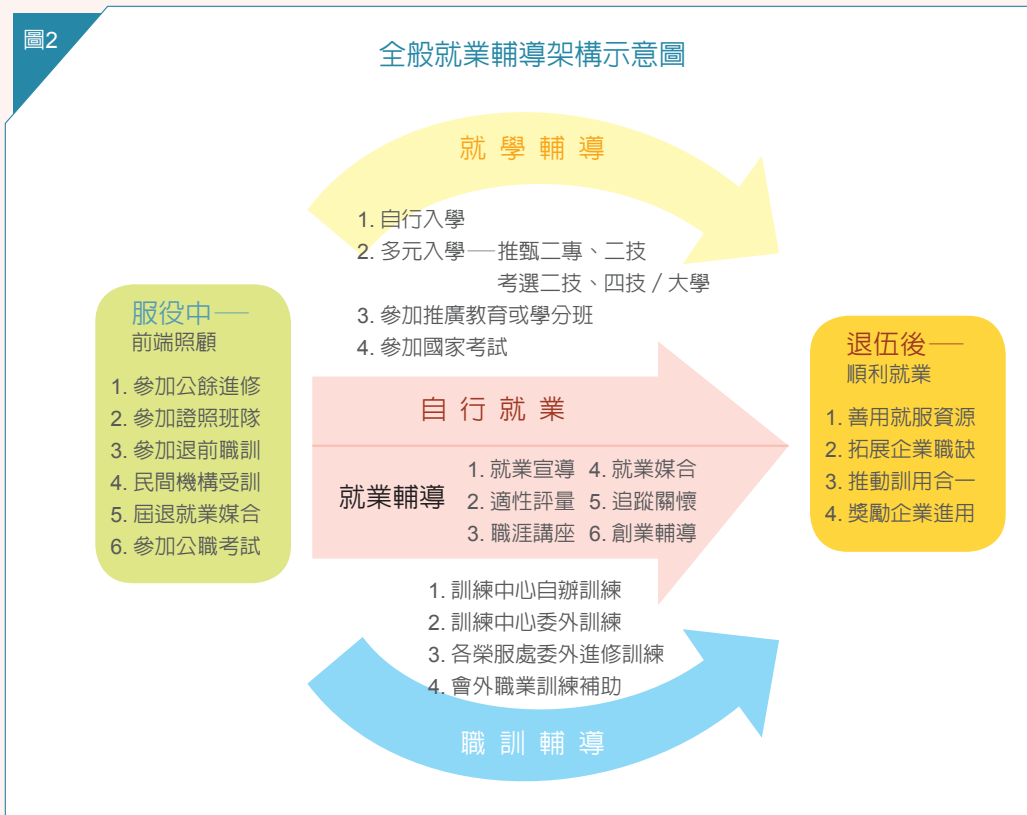 圖2
全般就業輔導架構示意圖
就學輔導
1. 自行入學
2. 多元入學──推甄二專、二技
考選二技、四技／大學
3. 參加推廣教育或學分班
4. 參加國家考試
服役中──
前端照顧
1. 參加公餘進修
2. 參加證照班隊
3. 參加退前職訓
4. 民間機構受訓
5. 屆退就業媒合
6. 參加公職考試
自行就業
就業輔導
1. 就業宣導 4. 就業媒合
2. 適性評量 5. 追蹤關懷
3. 職涯講座 6. 創業輔導
退伍後──
順利就業
1. 善用就服資源
2. 拓展企業職缺
3. 推動訓用合一
4. 獎勵企業進用
1. 訓練中心自辦訓練
2. 訓練中心委外訓練
3. 各榮服處委外進修訓練
4. 會外職業訓練補助
職訓輔導